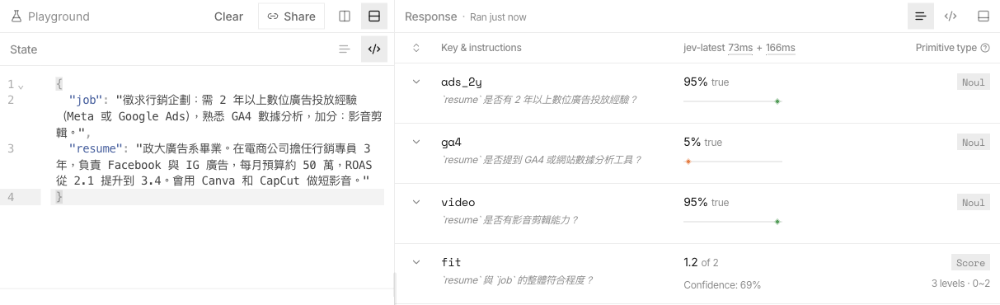 Playground
Clear
Share
Response · Ran just now
State
Key & instructions
jev-latest 73ms + 166ms
Primitive type
1 {
2 "job": "徵求行銷企劃：需 2 年以上數位廣告投放經驗
（Meta 或 Google Ads），熟悉 GA4 數據分析，加分：影音剪
輯。",
3 "resume": "政大廣告系畢業。在電商公司擔任行銷專員 3
年，負責 Facebook 與 IG 廣告，每月預算約 50 萬，ROAS
從 2.1 提升到 3.4。會用 Canva 和 CapCut 做短影音。"
4 }
ads_2y
95% true
Noul
`resume` 是否有 2 年以上數位廣告投放經驗？
ga4
5% true
Noul
`resume` 是否提到 GA4 或網站數據分析工具？
video
95% true
Noul
`resume` 是否有影音剪輯能力？
fit
1.2 of 2
Score
`resume` 與 `job` 的整體符合程度？
Confidence: 69%
3 levels · 0~2